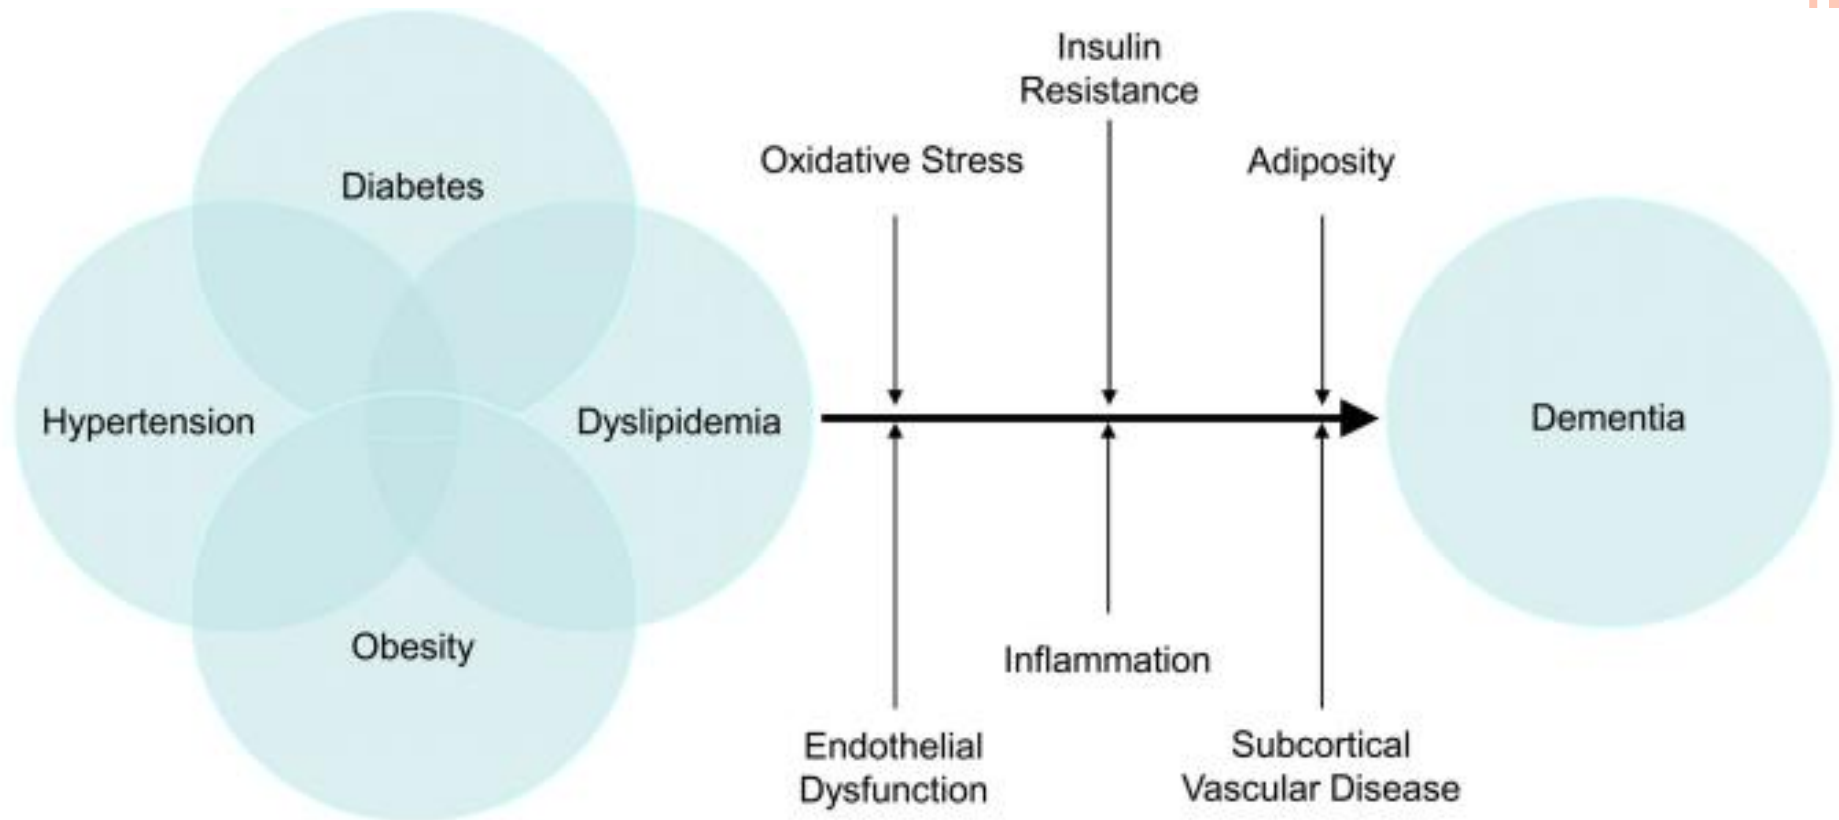 Diabetes
Hypertension
Dyslipidemia
Obesity
Insulin
Resistance
Oxidative Stress
Adiposity
Inflammation
Endothelial
Dysfunction
Subcortical
Vascular Disease
Dementia